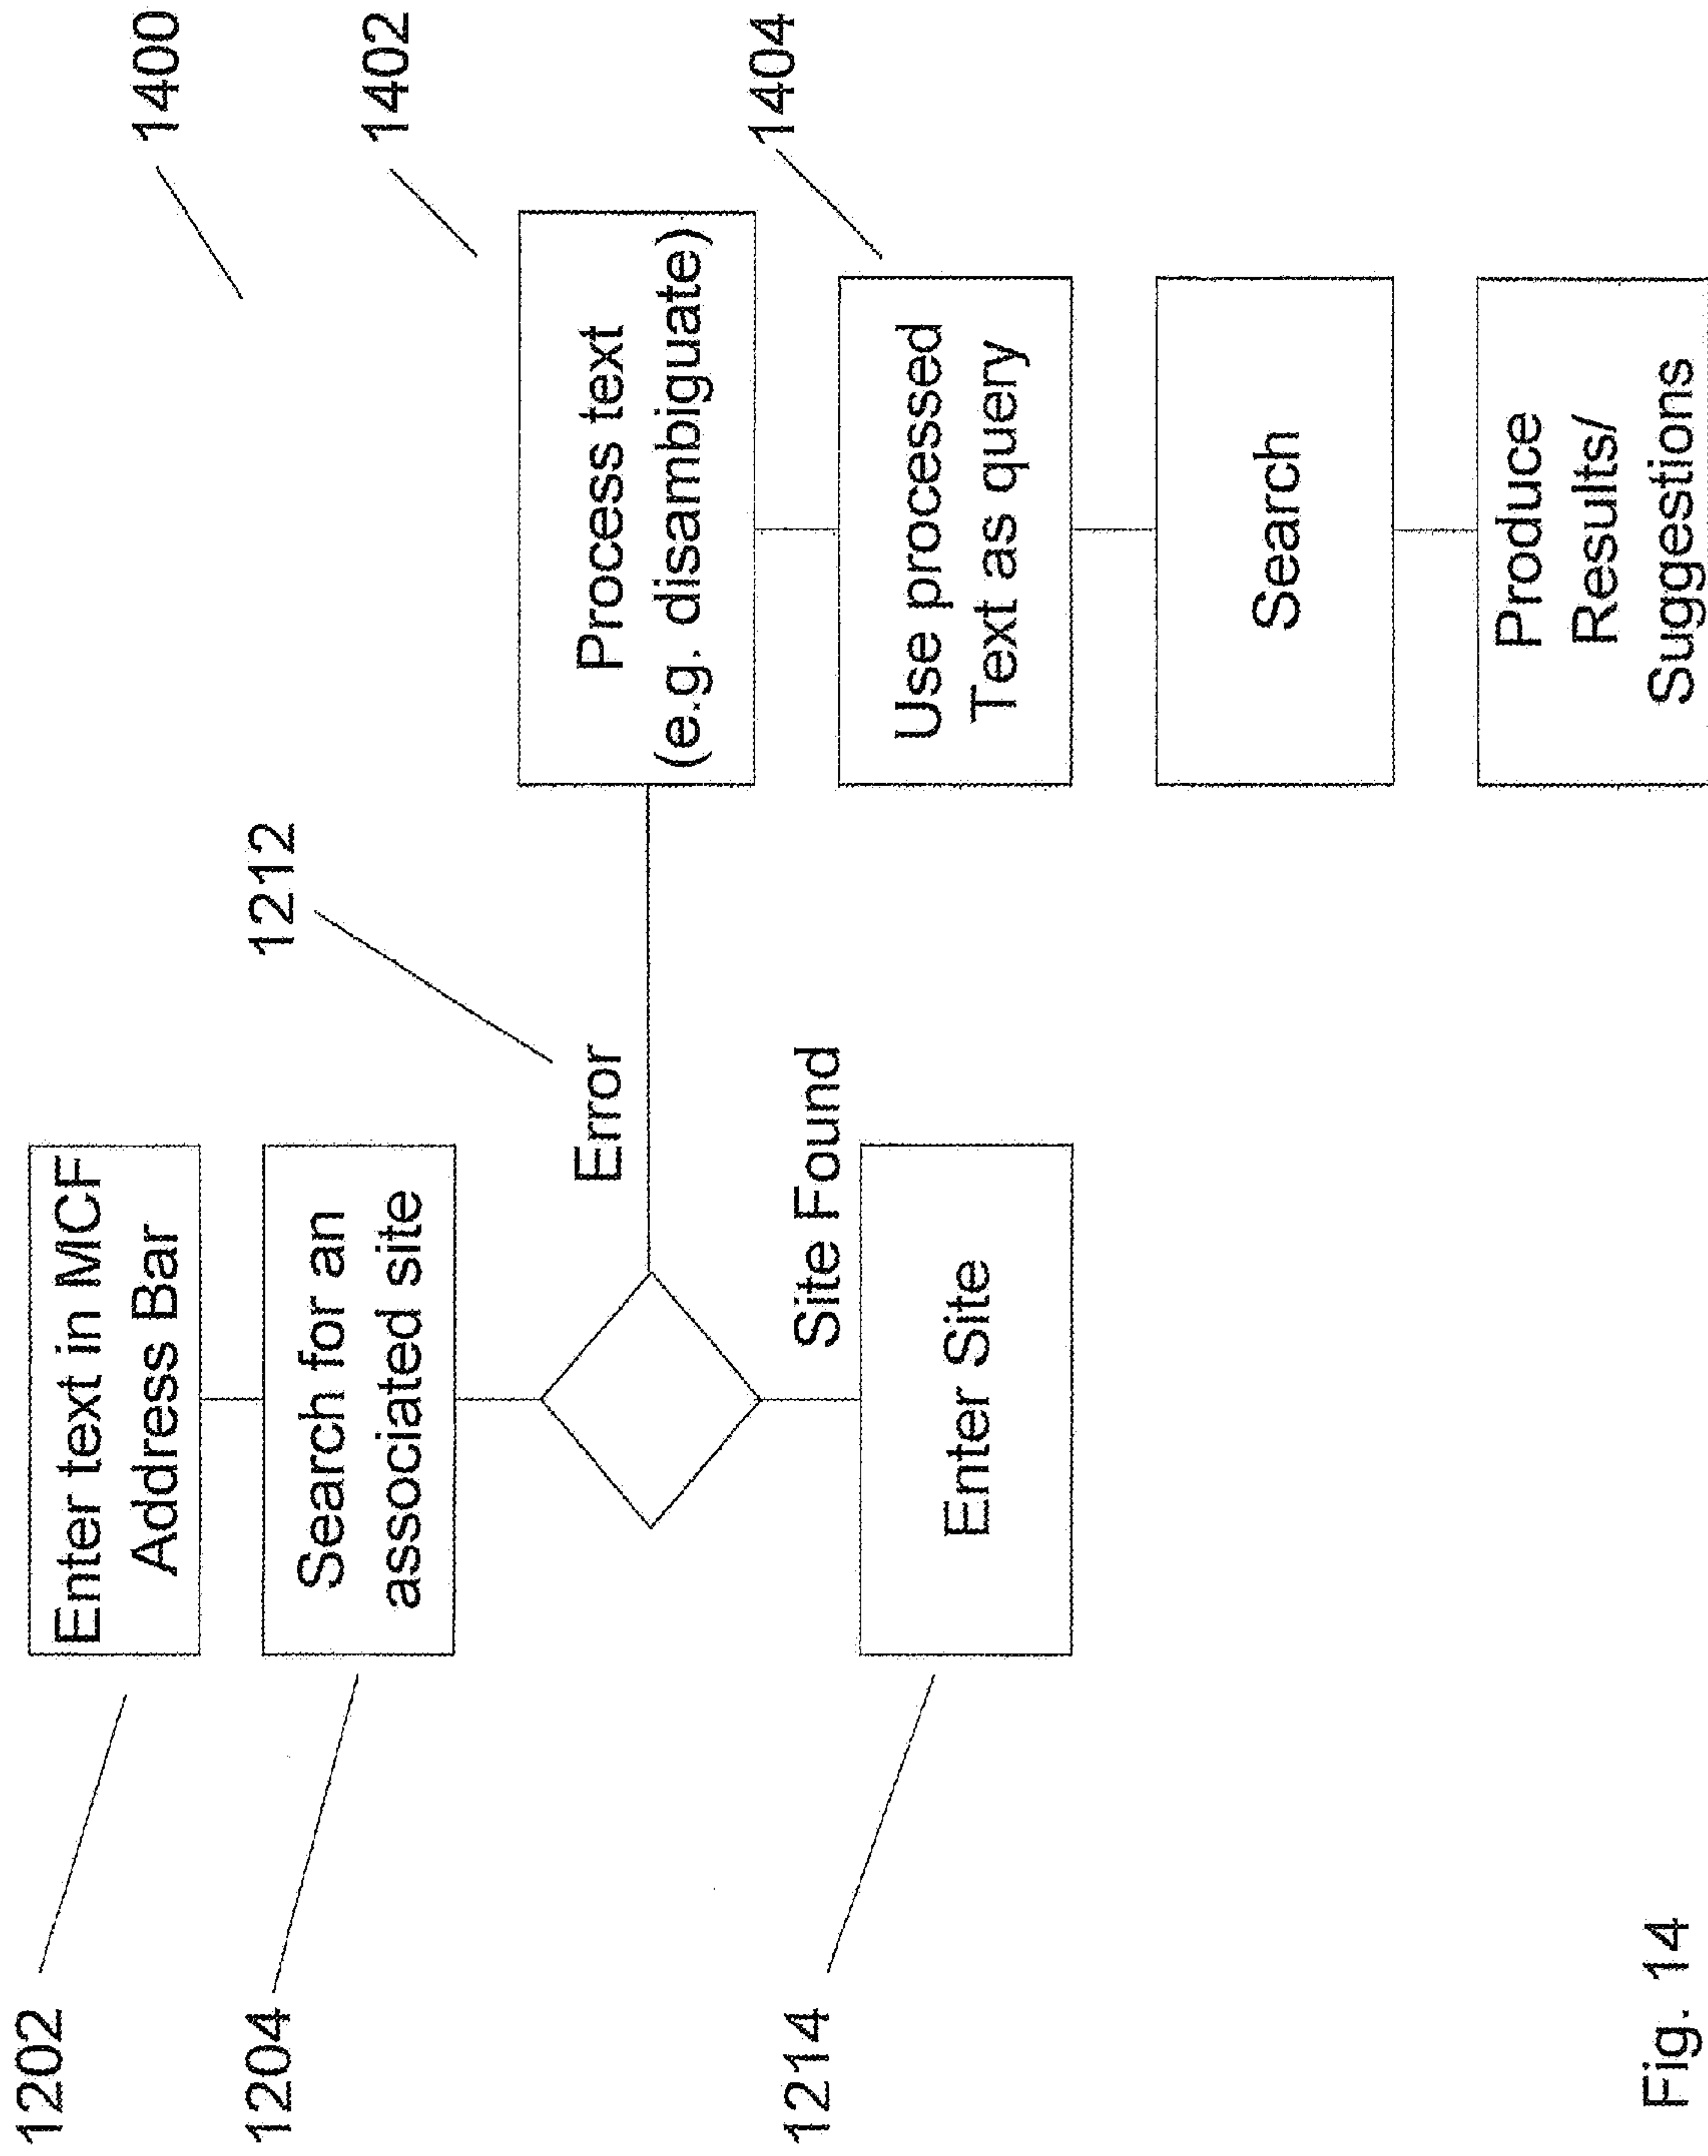 1400
1202
Enter text in MCF
Address Bar
1204
Search for an
associated site
1212
Error
1402
Process text
(e.g. disambiguate)
Site Found
1214
Enter Site
1404
Use processed
Text as query
Search
Produce
Results/
Suggestions
Fig. 14